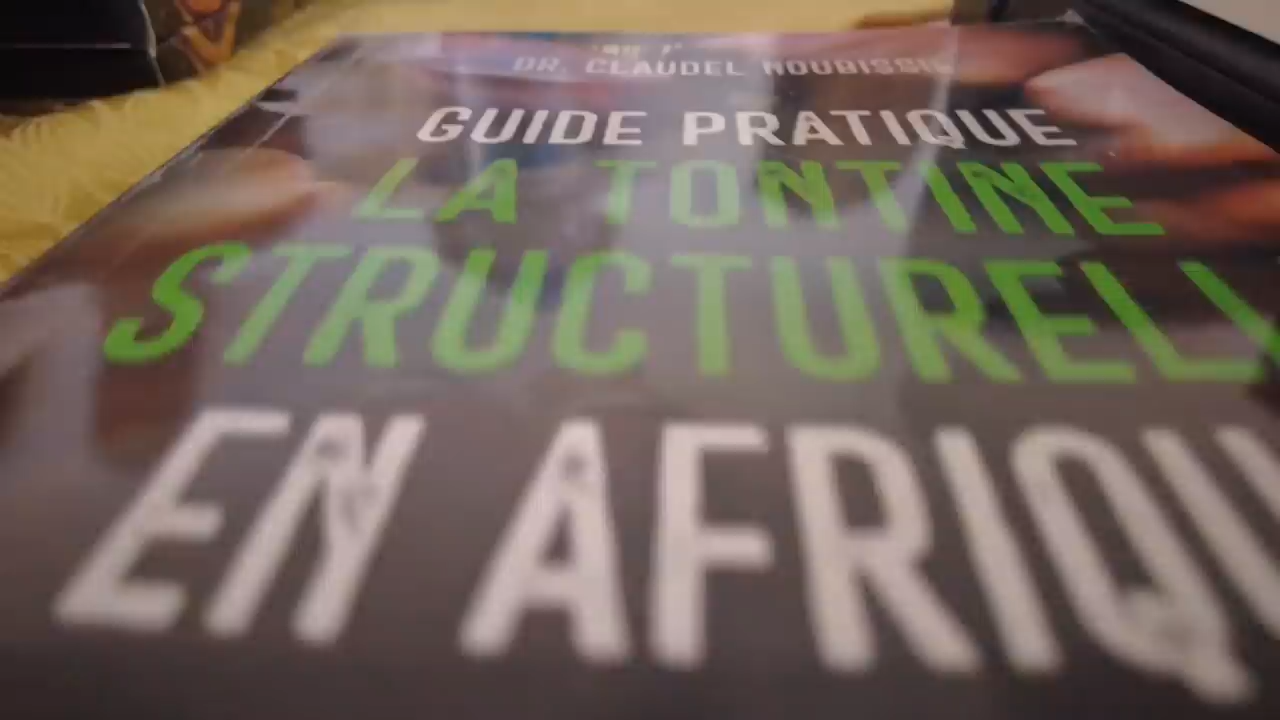 DR. CLAUDEL NOUBISSIE
GUIDE PRATIQUE
LA TONTINE
STRUCTURELL
EN AFRIQU